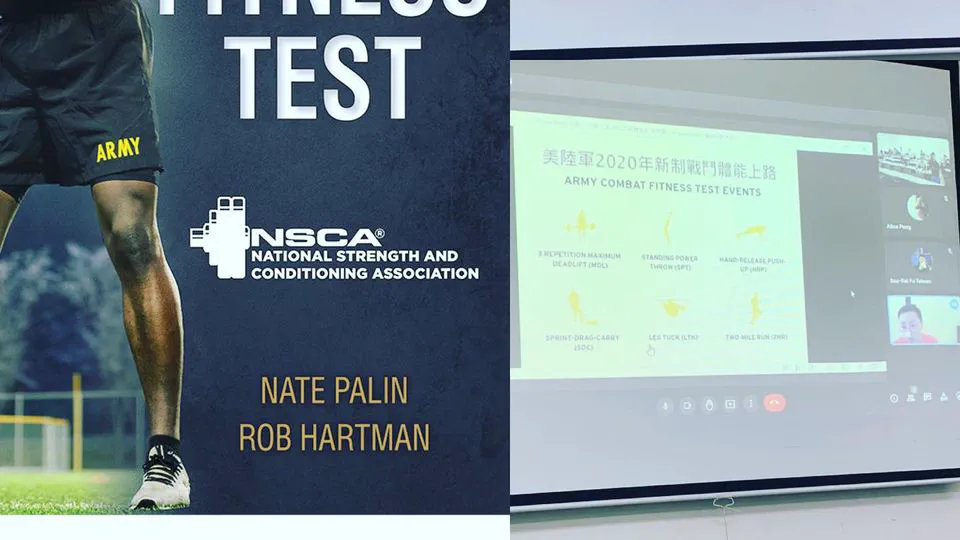 FITNESS
TEST
ARMY
NSCA®
NATIONAL STRENGTH AND
CONDITIONING ASSOCIATION
NATE PALIN
ROB HARTMAN
美陸軍2020年新制戰鬥體能上路
ARMY COMBAT FITNESS TEST EVENTS
3 REPETITION MAXIMUM
DEADLIFT (MDL)
STANDING POWER
THROW (SPT)
HAND-RELEASE PUSH-
UP (HRP)
SPRINT-DRAG-CARRY
(SDC)
LEG TUCK (LTK)
TWO-MILE RUN (2MR)